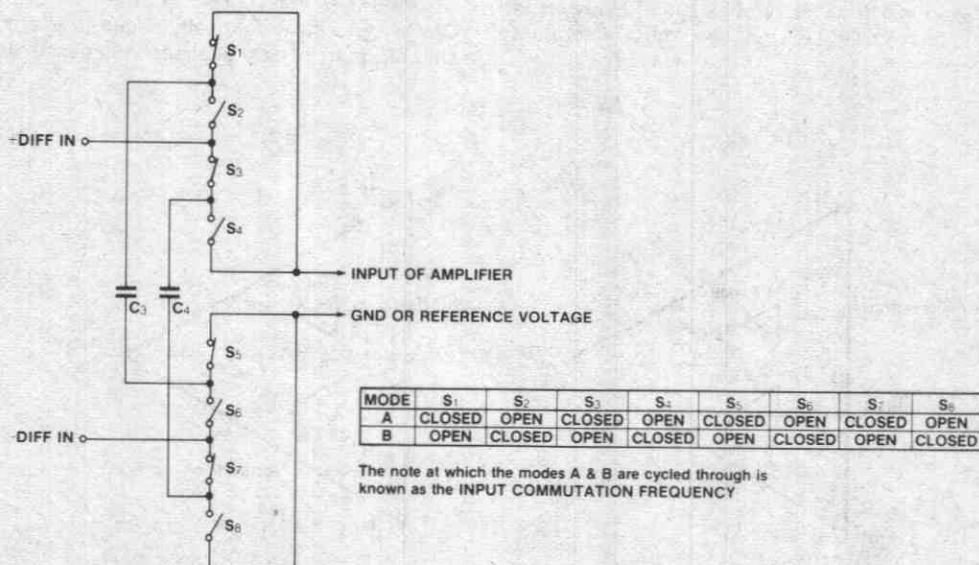 S1
S2
+DIFF IN
S3
S4
INPUT OF AMPLIFIER
C3
C4
GND OR REFERENCE VOLTAGE
S5
S6
-DIFF IN
S7
S8
MODE S1 S2 S3 S4 S5 S6 S7 S8
A CLOSED OPEN CLOSED OPEN CLOSED OPEN CLOSED OPEN
B OPEN CLOSED OPEN CLOSED OPEN CLOSED OPEN CLOSED
The note at which the modes A & B are cycled through is
known as the INPUT COMMUTATION FREQUENCY